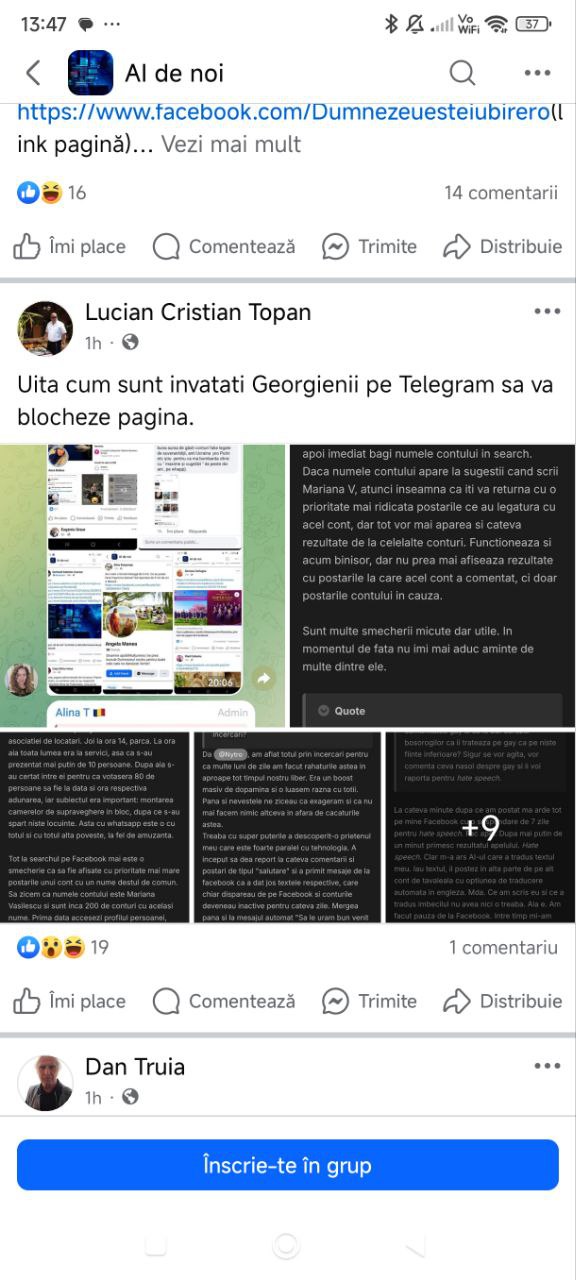 13:47
Vo
WiFi
37
AI de noi
https://www.facebook.com/Dumnezeuesteiubirero(l
ink pagină)... Vezi mai mult
16
14 comentarii
Îmi place
Comentează
Trimite
Distribuie
Lucian Cristian Topan
1h
Uita cum sunt invatati Georgienii pe Telegram sa va
blocheze pagina.
20:06
Alina T
Admin
apoi imediat bagi numele contului in search.
Daca numele contului apare la sugestii cand scrii
Mariana V, atunci inseamna ca iti va returna cu o
prioritate mai ridicata postarile ce au legatura cu
acel cont, dar tot vor mai aparea si cateva
rezultate de la celelalte conturi. Functioneaza si
acum binisor, dar nu prea mai afiseaza rezultate
cu postarile la care acel cont a comentat, ci doar
postarile contului in cauza.
Sunt multe smecherii micute dar utile. In
momentul de fata nu imi mai aduc aminte de
multe dintre ele.
Quote
asociatiei de locatari. Joi la ora 14, parca. La ora
aia toata lumea era la servici, asa ca s-au
prezentat mai putin de 10 persoane. Dupa aia s-
au certat intre ei pentru ca votasera 80 de
persoane sa fie la data si ora respectiva
adunarea, iar subiectul era important: montarea
camerelor de supraveghere in bloc, dupa ce s-au
spart niste locuinte. Asta cu whatsapp este o cu
totul si cu totul alta poveste, la fel de amuzanta.
Tot la searchul pe Facebook mai este o
smecherie ca sa fie afisate cu prioritate mai mare
postarile unui cont cu un nume destul de comun.
Sa zicem ca numele contului este Mariana
Vasilescu si sunt inca 200 de conturi cu acelasi
nume. Prima data accesezi profilul persoanei,
incercari?
Da @Nytro, am aflat totul prin incercari pentru
ca multe luni de zile am facut rahaturile astea in
aproape tot timpul nostru liber. Era un boost
masiv de dopamina si o luasem razna cu totii.
Pana si nevestele ne ziceau ca exageram si ca nu
mai facem nimic altceva in afara de cacaturile
astea.
Treaba cu super puterile a descoperit-o prietenul
meu care este foarte paralel cu tehnologia. A
inceput sa dea report la cateva comentarii si
postari de tipul "salutare" si a primit mesaje de la
facebook ca a dat jos textele respective, care
chiar dispareau de pe Facebook si conturile
deveneau inactive pentru cateva zile. Mergea
pana si la mesajul automat "Sa le uram bun venit
bosorogilor ca ii trateaza pe gay ca pe niste
fiinte inferioare? Sigur se vor agita, vor
comenta ceva nasol despre gay si ii voi
raporta pentru hate speech.
La cateva minute dupa ce am postat ma arde tot
pe mine Facebook cu
+9
dare de 7 zile
pentru hate speech.
Dupa mai putin de
un minut primesc rezultatul apelului. Hate
speech. Clar m-a ars AI-ul care a tradus textul
meu. Iau textul, il postez in alta parte de pe alt
cont de tavaleala cu optiunea de traducere
automata in engleza. Mda. Ce am scris eu si ce a
tradus imbecilul nu avea nici o treaba. Aia e. Am
facut pauza de la Facebook. Intre timp mi-am
19
1 comentariu
Îmi place
Comentează
Trimite
Distribuie
Dan Truia
1h
Înscrie-te în grup